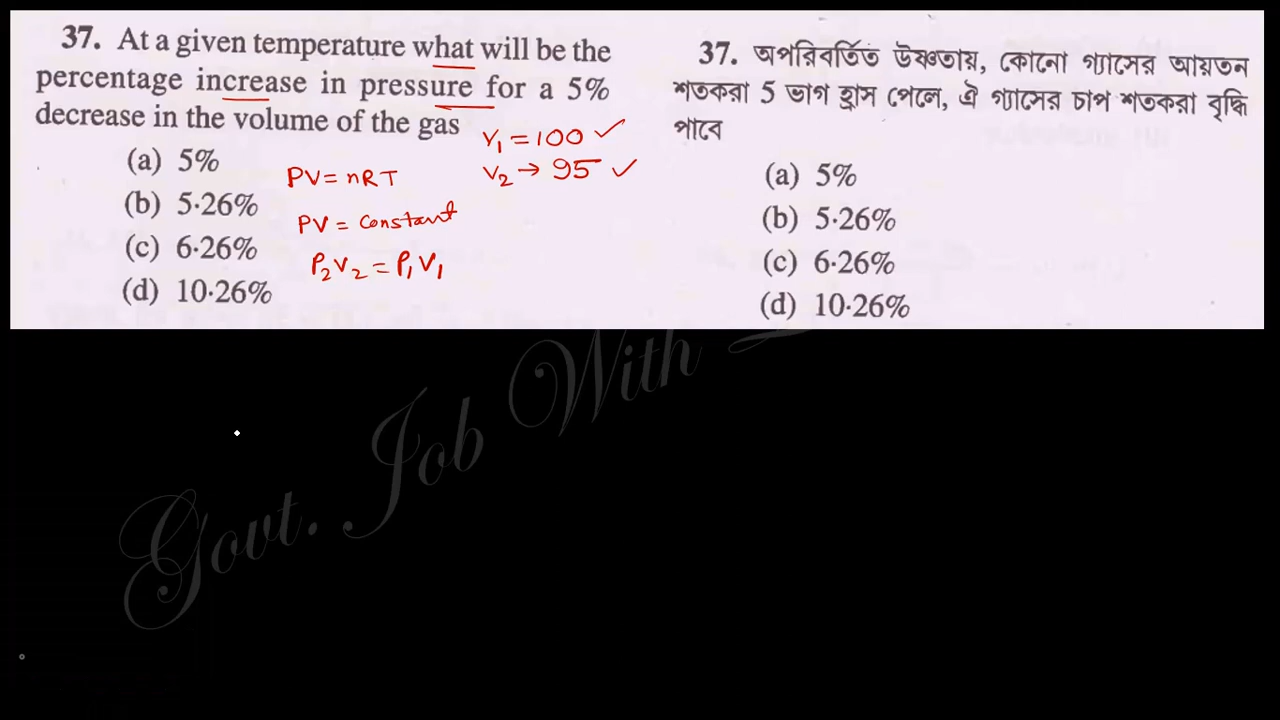 37. At a given temperature what will be the
percentage increase in pressure for a 5%
decrease in the volume of the gas
(a) 5%
(b) 5·26%
(c) 6·26%
(d) 10·26%
V₁ = 100 ✓
V₂ → 95 ✓
PV = nRT
PV = Constant
P₂V₂ = P₁V₁
37. অপরিবর্তিত উষ্ণতায়, কোনো গ্যাসের আয়তন
শতকরা 5 ভাগ হ্রাস পেলে, ঐ গ্যাসের চাপ শতকরা বৃদ্ধি
পাবে
(a) 5%
(b) 5·26%
(c) 6·26%
(d) 10·26%
Govt. Job With